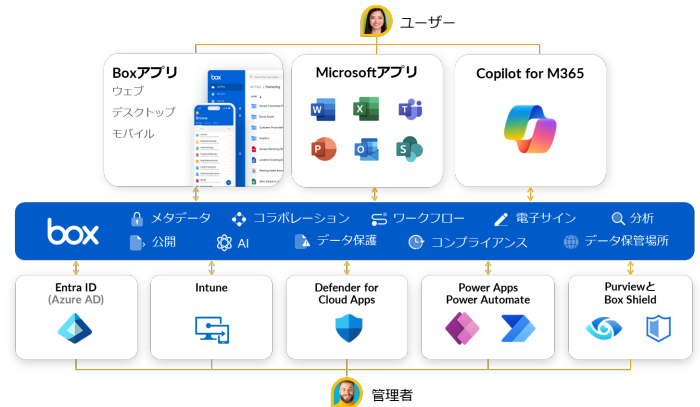 ユーザー
Boxアプリ
ウェブ
デスクトップ
モバイル
box
Microsoftアプリ
W
X
T
P
O
S
Copilot for M365
box
メタデータ
コラボレーション
ワークフロー
電子サイン
分析
公開
AI
データ保護
コンプライアンス
データ保管場所
Entra ID
(Azure AD)
Intune
Defender for
Cloud Apps
Power Apps
Power Automate
Purviewと
Box Shield
管理者